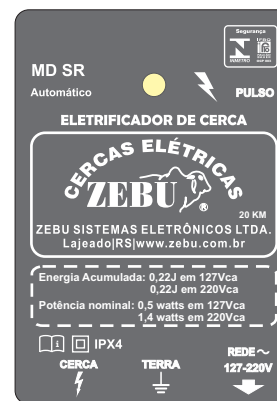 Segurança
INMETRO
MD SR
Automático
PULSO
ELETRIFICADOR DE CERCA
CERCAS ELÉTRICAS
ZEBU ®
20 KM
ZEBU SISTEMAS ELETRÔNICOS LTDA.
Lajeado|RS|www.zebu.com.br
Energia Acumulada: 0,22J em 127Vca
0,22J em 220Vca
Potência nominal: 0,5 watts em 127Vca
1,4 watts em 220Vca
IPX4
CERCA
TERRA
REDE ~
127-220V